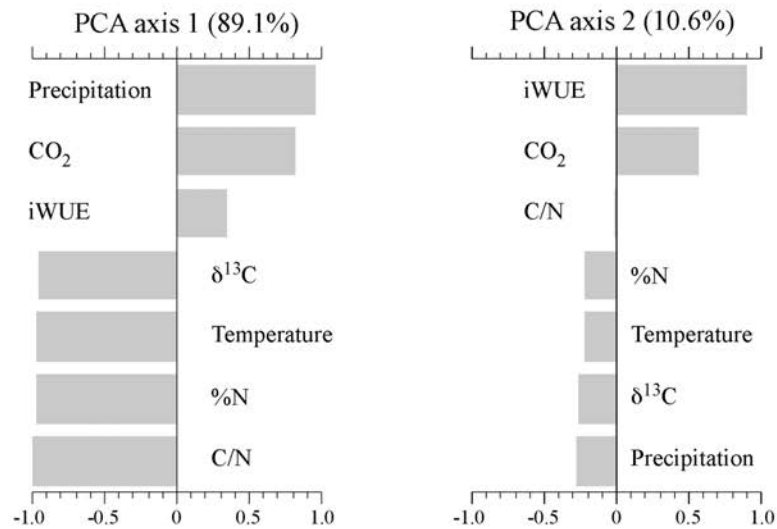 PCA axis 1 (89.1%)
Precipitation
CO₂
iWUE
δ¹³C
Temperature
%N
C/N
-1.0 -0.5 0 0.5 1.0
PCA axis 2 (10.6%)
iWUE
CO₂
C/N
%N
Temperature
δ¹³C
Precipitation
-1.0 -0.5 0 0.5 1.0